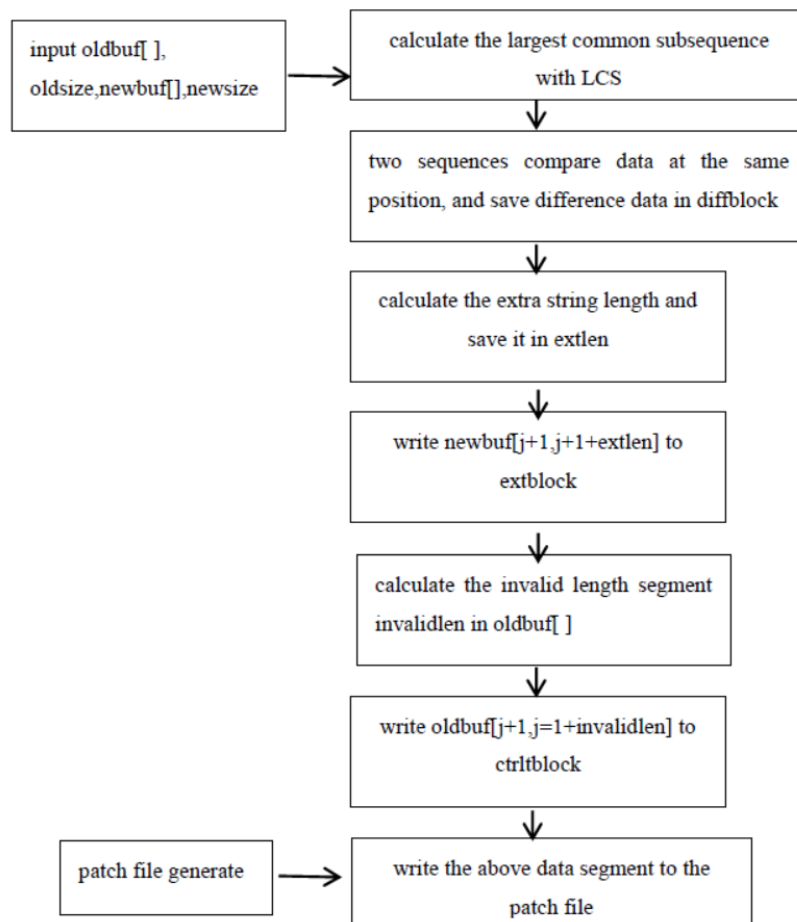 input oldbuf[ ],
oldsize,newbuf[],newsize
calculate the largest common subsequence
with LCS
two sequences compare data at the same
position, and save difference data in diffblock
calculate the extra string length and
save it in extlen
write newbuf[j+1,j+1+extlen] to
extblock
calculate the invalid length segment
invalidlen in oldbuf[ ]
write oldbuf[j+1,j=1+invalidlen] to
ctrltblock
patch file generate
write the above data segment to the
patch file